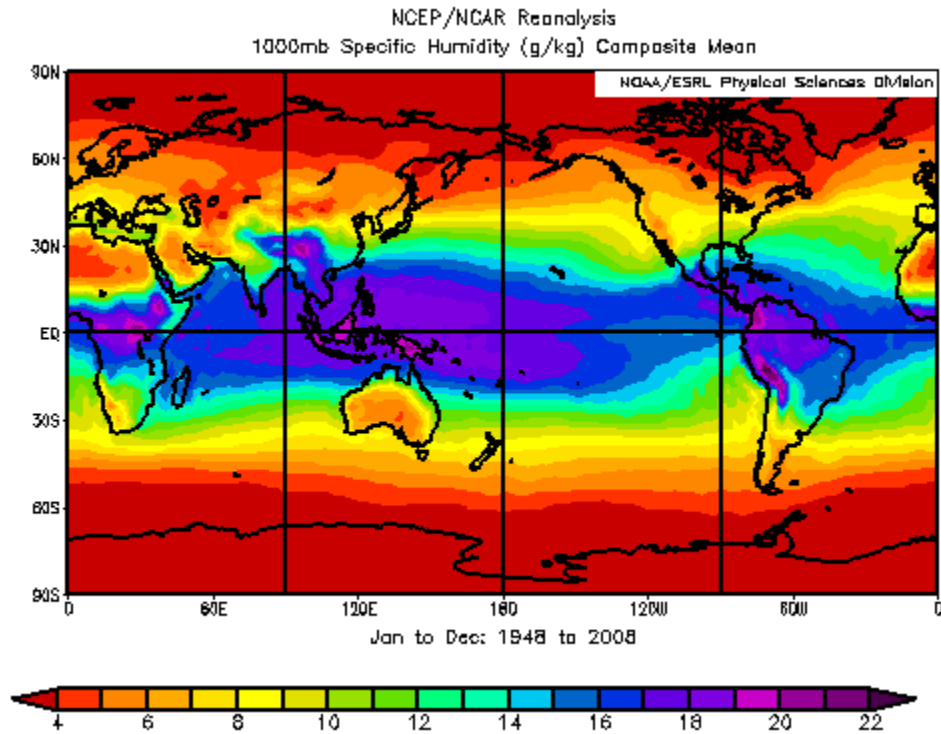 NCEP/NCAR Reanalysis
1000mb Specific Humidity (g/kg) Composite Mean
NOAA/ESRL Physical Sciences Division
90N
60N
30N
EQ
30S
60S
90S
0 60E 120E 180 120W 60W 0
Jan to Dec: 1948 to 2008
4 6 8 10 12 14 16 18 20 22